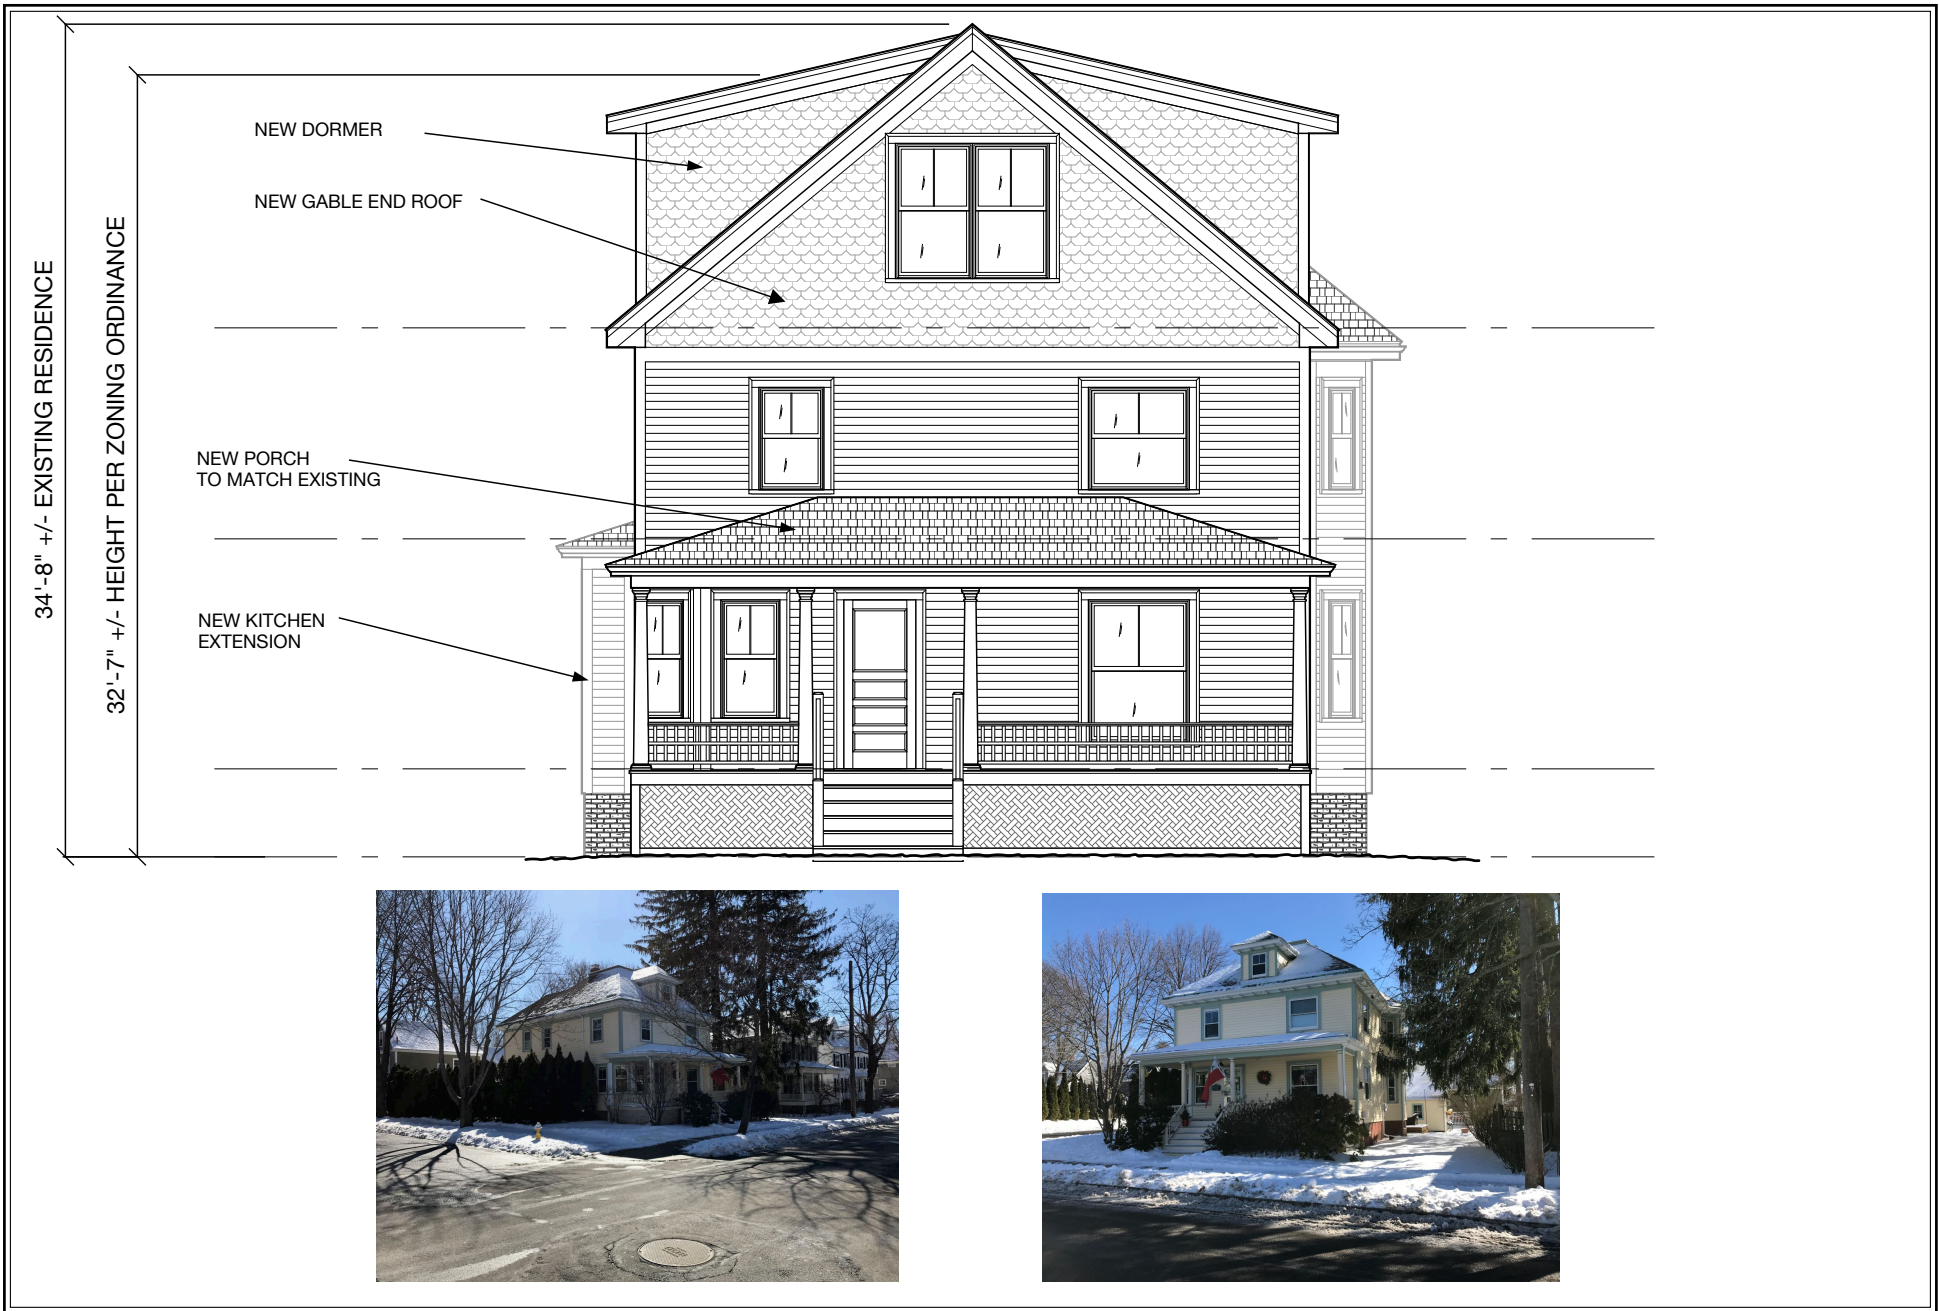 34'-8" +/- EXISTING RESIDENCE
32'-7" +/- HEIGHT PER ZONING ORDINANCE
NEW DORMER
NEW GABLE END ROOF
NEW PORCH
TO MATCH EXISTING
NEW KITCHEN
EXTENSION